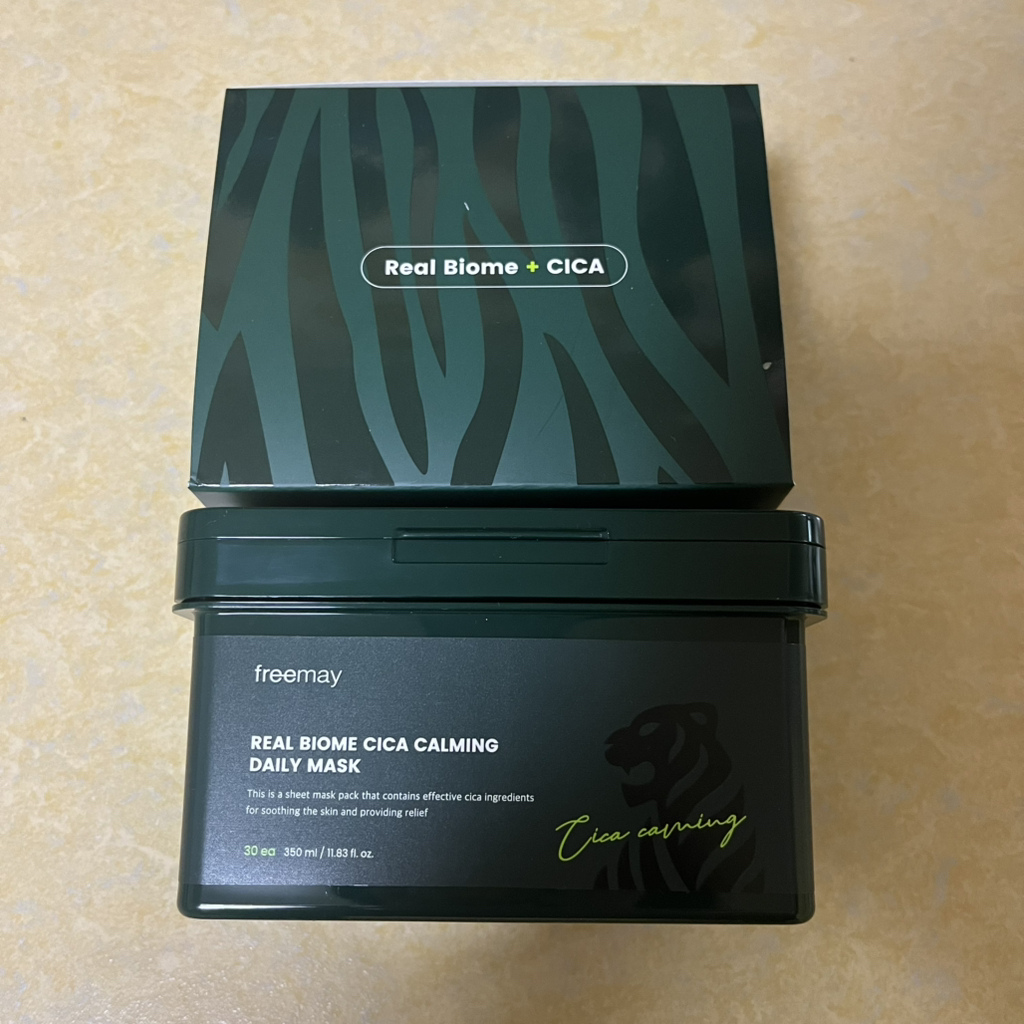 Real Biome + CICA
freemay
REAL BIOME CICA CALMING
DAILY MASK
This is a sheet mask pack that contains effective cica ingredients
for soothing the skin and providing relief
30 ea 350 ml / 11.83 fl. oz.
Cica calming